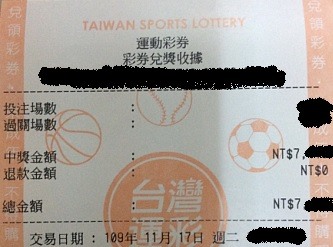 TAIWAN SPORTS LOTTERY
運動彩券
彩券兌獎收據
投注場數 :
過關場數 :
中獎金額 : NT$7,
退款金額 : NT$0
總金額 : NT$7,
台灣
運彩
交易日期 : 109年 11月 17日 週二